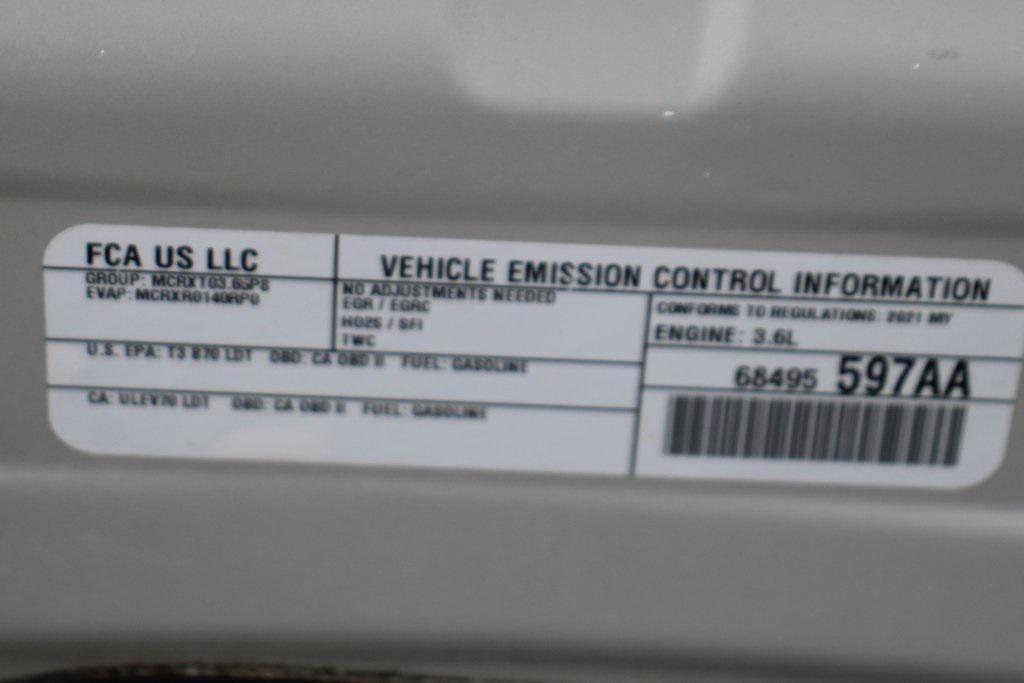 FCA US LLC
VEHICLE EMISSION CONTROL INFORMATION
GROUP: MCRXT03.65P8
EVAP: MCRXR0140RP0
NO ADJUSTMENTS NEEDED
EGR / EGRC
HO2S / SFI
TWC
CONFORMS TO REGULATIONS: 2021 MY
ENGINE: 3.6L
U.S. EPA: T3 B70 LDT OBD: CA OBD II FUEL: GASOLINE
CA: ULEV70 LDT OBD: CA OBD II FUEL: GASOLINE
68495 597AA